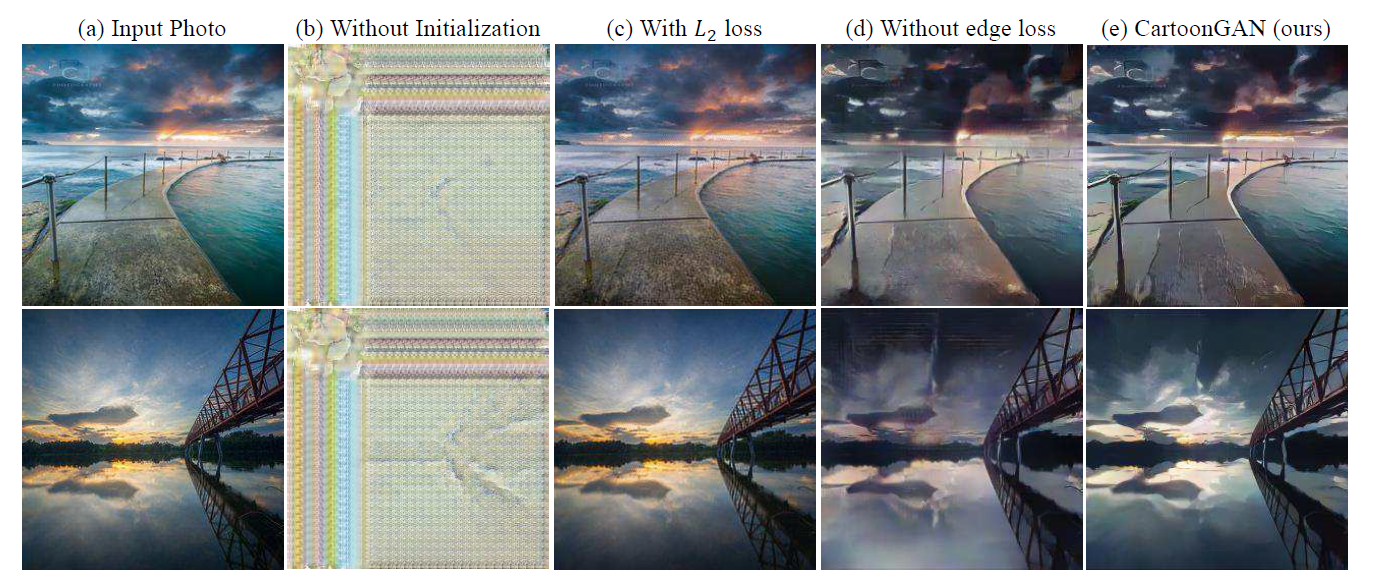 (a) Input Photo
(b) Without Initialization
(c) With L₂ loss
(d) Without edge loss
(e) CartoonGAN (ours)